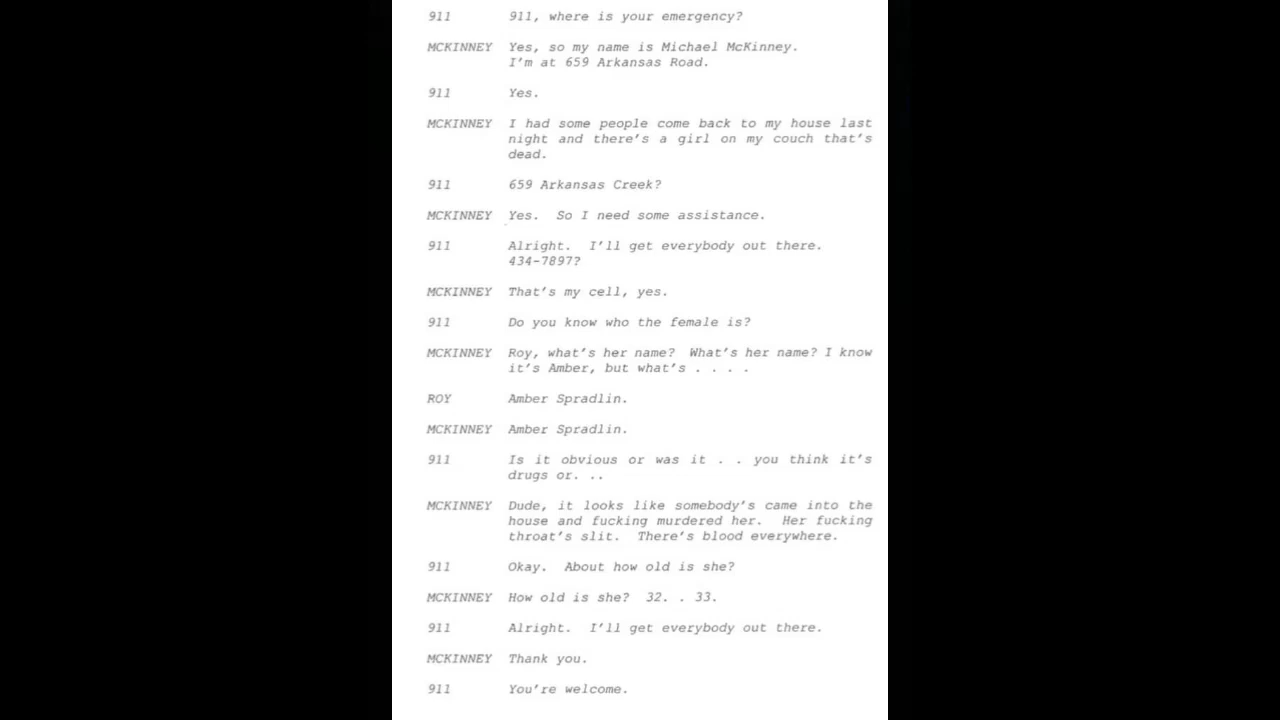 911 911, where is your emergency?
MCKINNEY Yes, so my name is Michael McKinney.
I'm at 659 Arkansas Road.
911 Yes.
MCKINNEY I had some people come back to my house last
night and there's a girl on my couch that's
dead.
911 659 Arkansas Creek?
MCKINNEY Yes. So I need some assistance.
911 Alright. I'll get everybody out there.
434-7897?
MCKINNEY That's my cell, yes.
911 Do you know who the female is?
MCKINNEY Roy, what's her name? What's her name? I know
it's Amber, but what's . . . .
ROY Amber Spradlin.
MCKINNEY Amber Spradlin.
911 Is it obvious or was it . . you think it's
drugs or. ..
MCKINNEY Dude, it looks like somebody's came into the
house and fucking murdered her. Her fucking
throat's slit. There's blood everywhere.
911 Okay. About how old is she?
MCKINNEY How old is she? 32. . 33.
911 Alright. I'll get everybody out there.
MCKINNEY Thank you.
911 You're welcome.